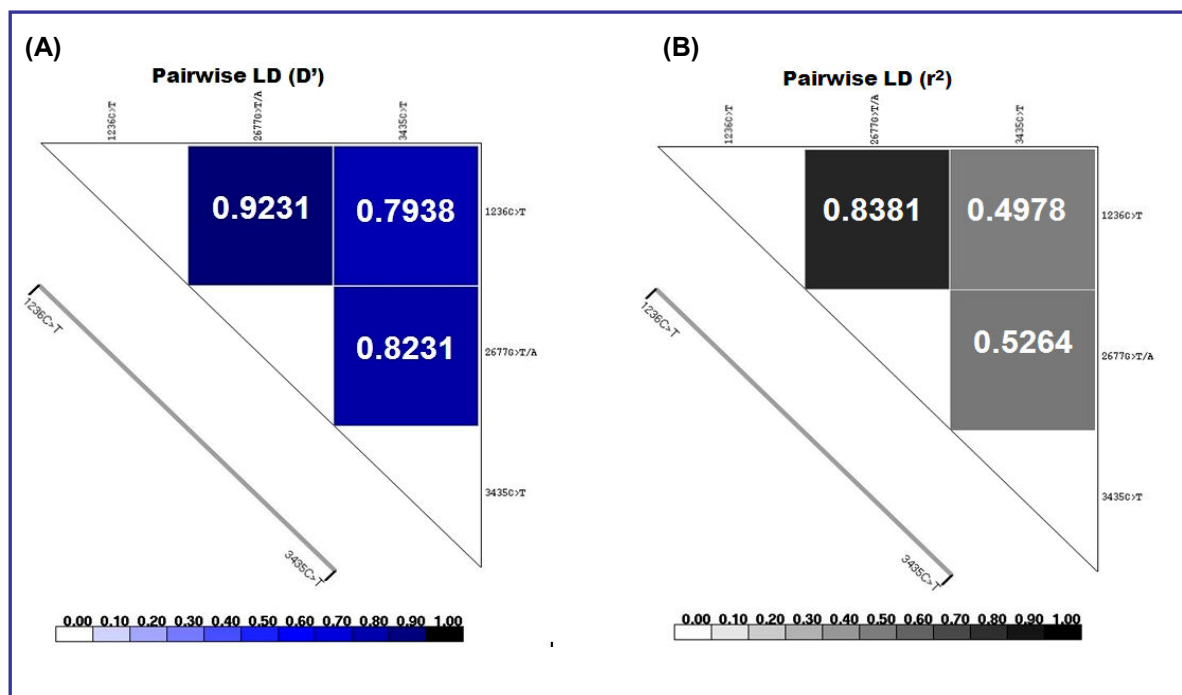 (A)
Pairwise LD (D’)
1236C>T
2677G>T/A
3435C>T
0.9231
0.7938
1236C>T
0.8231
2677G>T/A
3435C>T
1236C>T
3435C>T
0.00 0.10 0.20 0.30 0.40 0.50 0.60 0.70 0.80 0.90 1.00
(B)
Pairwise LD (r²)
1236C>T
2677G>T/A
3435C>T
0.8381
0.4978
1236C>T
0.5264
2677G>T/A
3435C>T
1236C>T
3435C>T
0.00 0.10 0.20 0.30 0.40 0.50 0.60 0.70 0.80 0.90 1.00